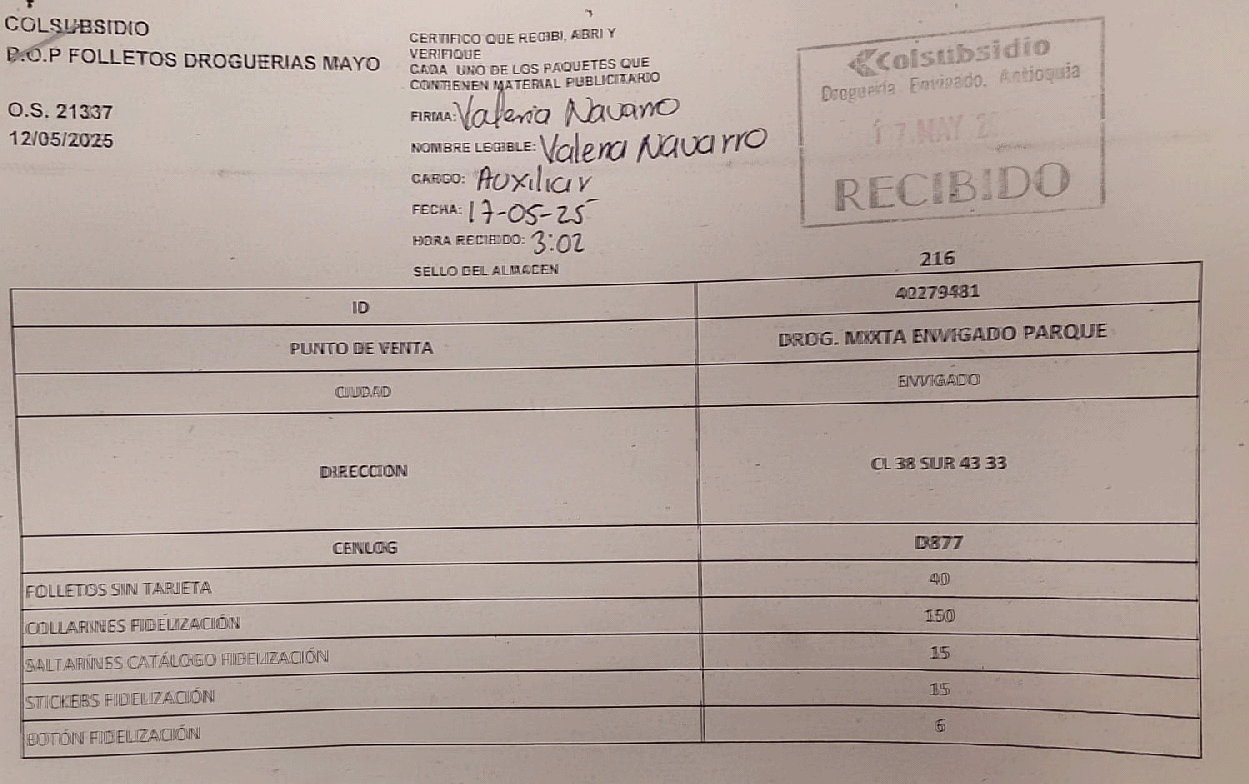 COLSUBSIDIO
P.O.P FOLLETOS DROGUERIAS MAYO
O.S. 21337
12/05/2025
CERTIFICO QUE RECIBI, ABRI Y
VERIFIQUE
CADA UNO DE LOS PAQUETES QUE
CONTIENEN MATERIAL PUBLICITARIO
FIRMA: Valeria Navarro
NOMBRE LEGIBLE: Valeria Navarro
CARGO: Auxiliar
FECHA: 17-05-25
HORA RECIBIDO: 3:02
SELLO DEL ALMACEN
Colsubsidio
Droguería Envigado, Antioquia
17 MAY 2
RECIBIDO
216
ID 40279481
PUNTO DE VENTA DROG. MIXTA ENVIGADO PARQUE
CIUDAD ENVIGADO
DIRECCION CL 38 SUR 43 33
CENLOG D877
FOLLETOS SIN TARJETA 40
COLLARINES FIDELIZACIÓN 150
SALTARINES CATÁLOGO FIDELIZACIÓN 15
STICKERS FIDELIZACIÓN 15
BOTÓN FIDELIZACIÓN 6